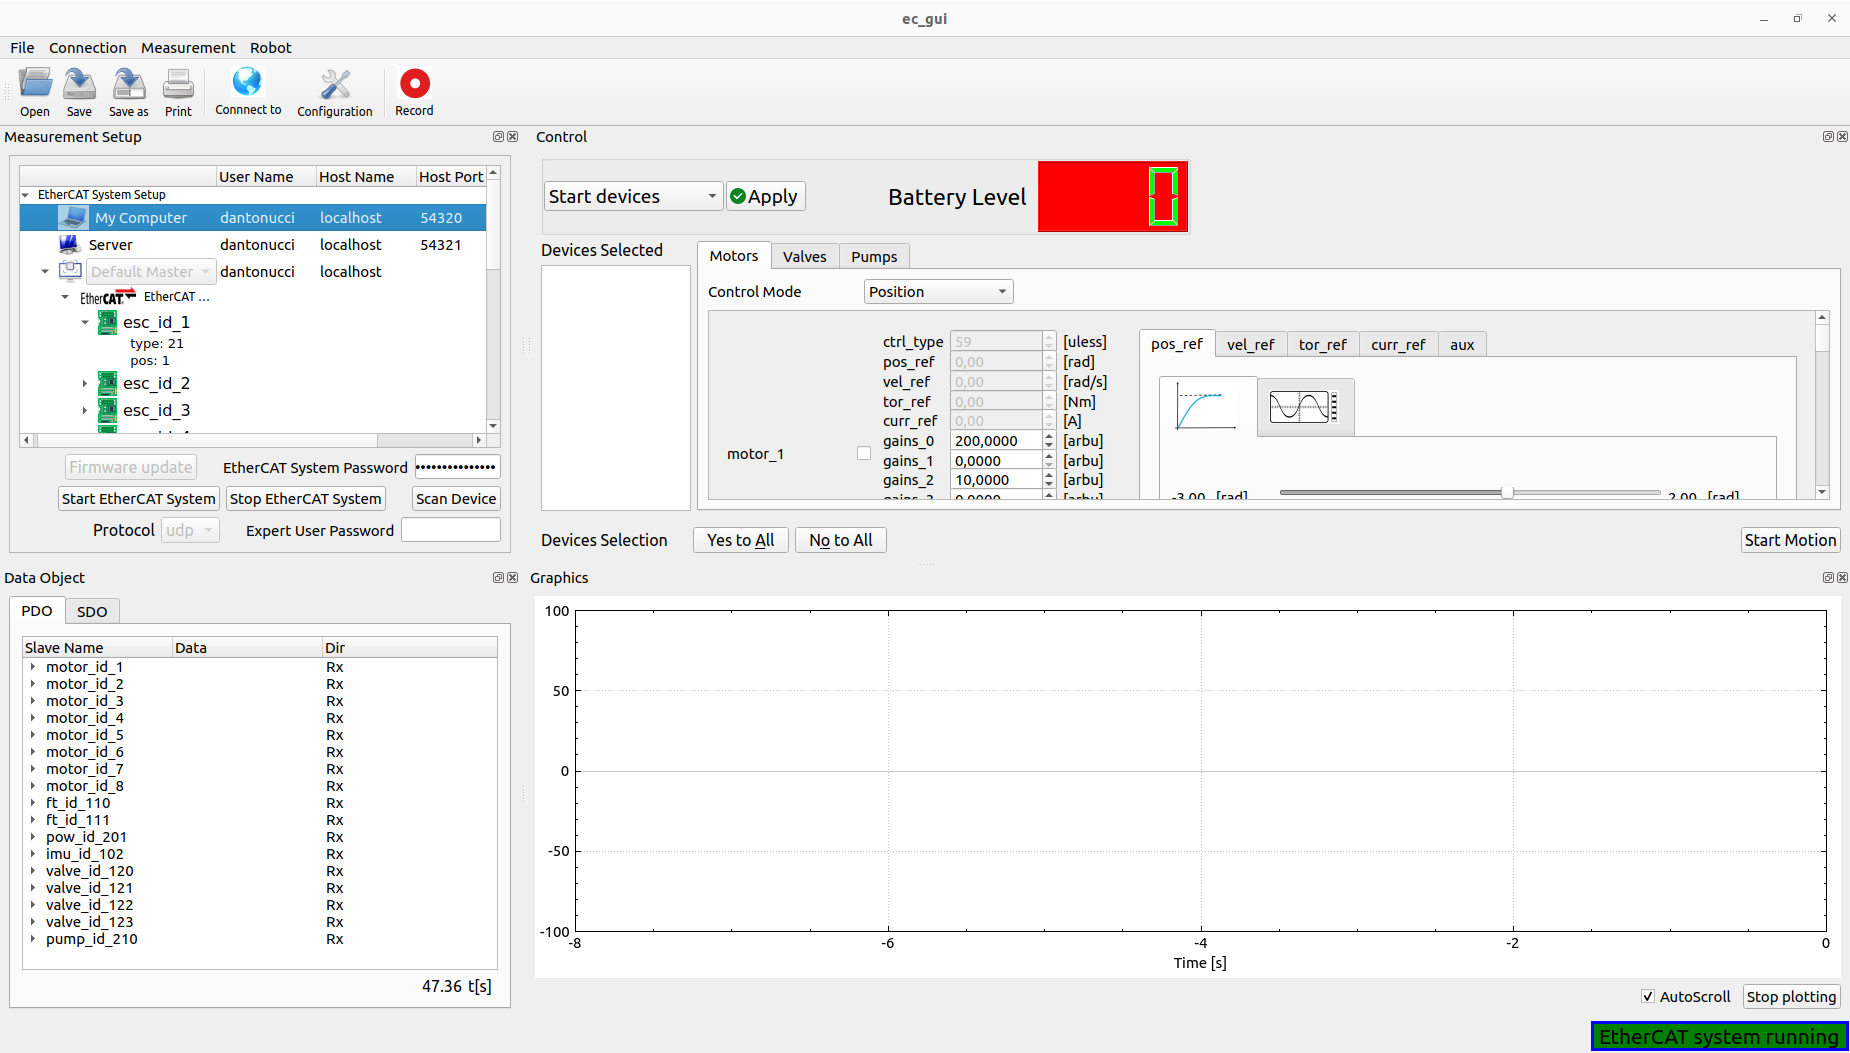 ec_gui
File Connection Measurement Robot
Open Save Save as Print Connnect to Configuration Record
Measurement Setup
User Name Host Name Host Port
EtherCAT System Setup
My Computer dantonucci localhost 54320
Server dantonucci localhost 54321
Default Master dantonucci localhost
EtherCAT EtherCAT ...
esc_id_1
type: 21
pos: 1
esc_id_2
esc_id_3
Firmware update EtherCAT System Password
Start EtherCAT System Stop EtherCAT System Scan Device
Protocol udp Expert User Password
Control
Start devices Apply Battery Level 0
Devices Selected
Motors Valves Pumps
Control Mode Position
motor_1
ctrl_type 59 [uless]
pos_ref 0,00 [rad]
vel_ref 0,00 [rad/s]
tor_ref 0,00 [Nm]
curr_ref 0,00 [A]
gains_0 200,0000 [arbu]
gains_1 0,0000 [arbu]
gains_2 10,0000 [arbu]
gains_3 0,0000 [arbu]
pos_ref vel_ref tor_ref curr_ref aux
-3.00 [rad] 2.00 [rad]
Devices Selection Yes to All No to All Start Motion
Data Object
PDO SDO
Slave Name Data Dir
motor_id_1 Rx
motor_id_2 Rx
motor_id_3 Rx
motor_id_4 Rx
motor_id_5 Rx
motor_id_6 Rx
motor_id_7 Rx
motor_id_8 Rx
ft_id_110 Rx
ft_id_111 Rx
pow_id_201 Rx
imu_id_102 Rx
valve_id_120 Rx
valve_id_121 Rx
valve_id_122 Rx
valve_id_123 Rx
pump_id_210 Rx
47.36 t[s]
Graphics
100
50
0
-50
-100
-8 -6 -4 -2 0
Time [s]
AutoScroll Stop plotting
EtherCAT system running